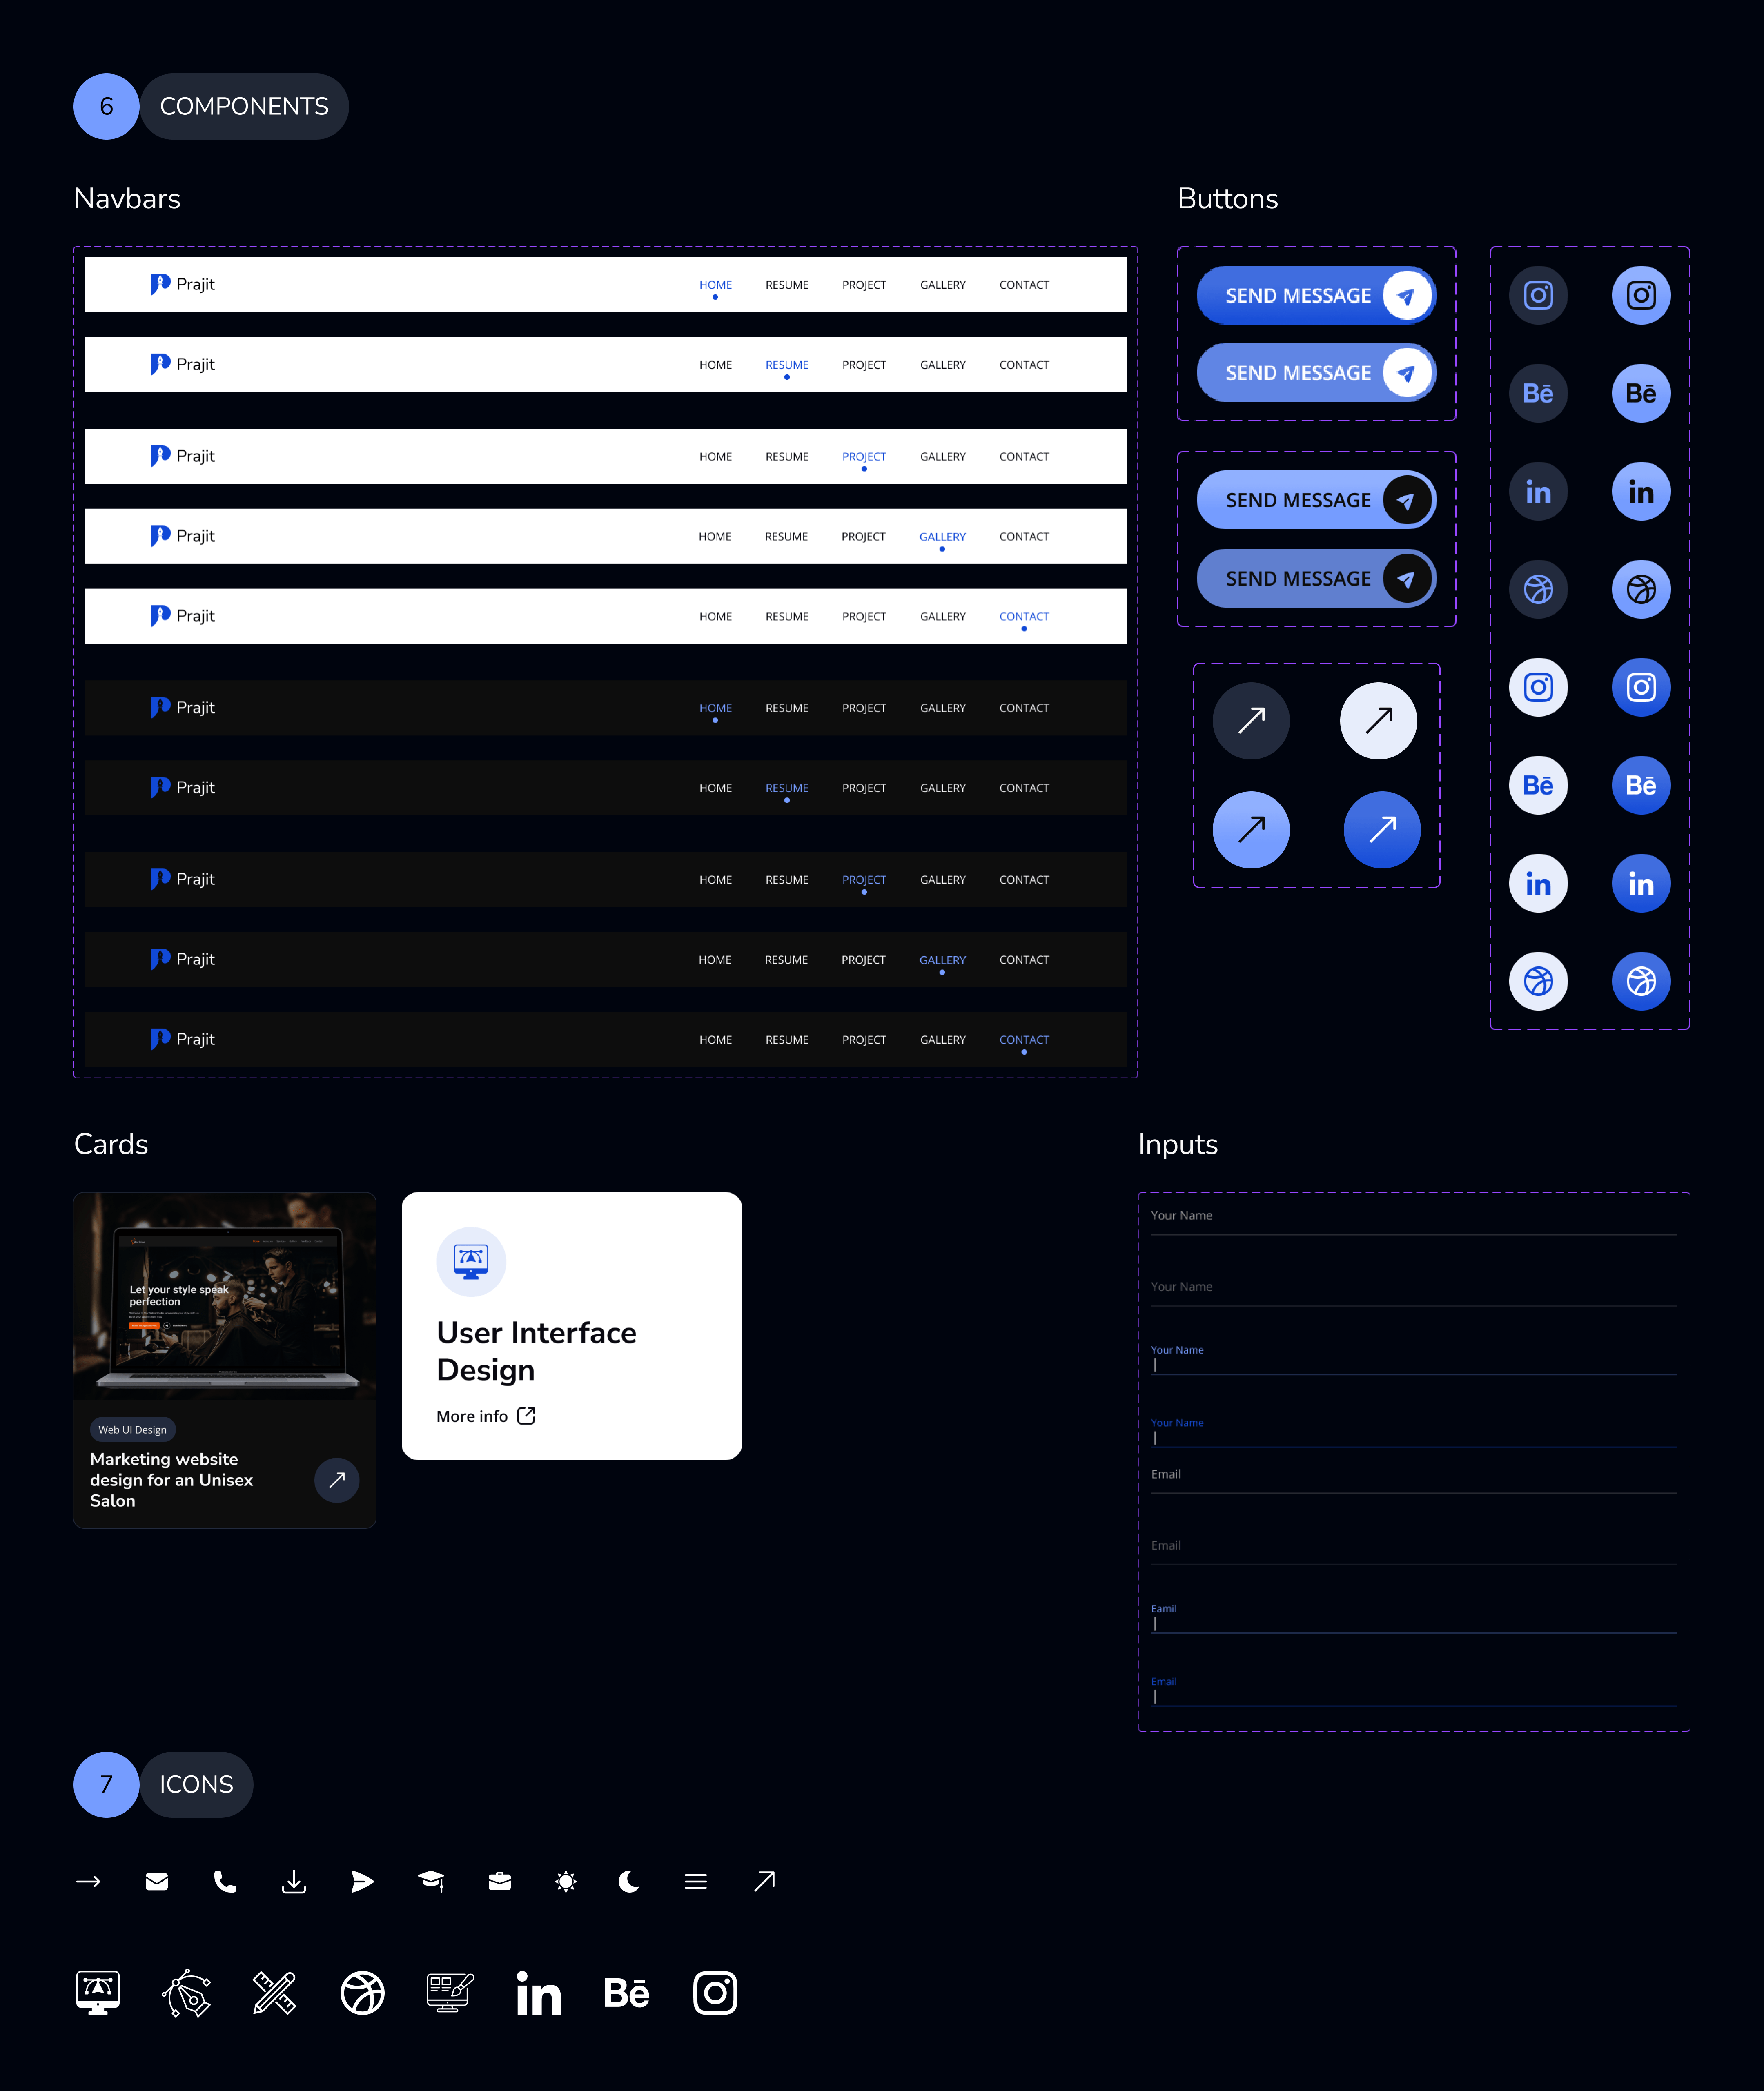 6 COMPONENTS
Navbars
Prajit HOME RESUME PROJECT GALLERY CONTACT
Prajit HOME RESUME PROJECT GALLERY CONTACT
Prajit HOME RESUME PROJECT GALLERY CONTACT
Prajit HOME RESUME PROJECT GALLERY CONTACT
Prajit HOME RESUME PROJECT GALLERY CONTACT
Prajit HOME RESUME PROJECT GALLERY CONTACT
Prajit HOME RESUME PROJECT GALLERY CONTACT
Prajit HOME RESUME PROJECT GALLERY CONTACT
Prajit HOME RESUME PROJECT GALLERY CONTACT
Prajit HOME RESUME PROJECT GALLERY CONTACT
Buttons
SEND MESSAGE
SEND MESSAGE
SEND MESSAGE
SEND MESSAGE
Bē Bē
in in
Bē Bē
in in
Cards
Let your style speak
perfection
Web UI Design
Marketing website
design for an Unisex
Salon
User Interface
Design
More info
Inputs
Your Name
Your Name
Your Name
Your Name
Email
Email
Eamil
Email
7 ICONS
in Bē